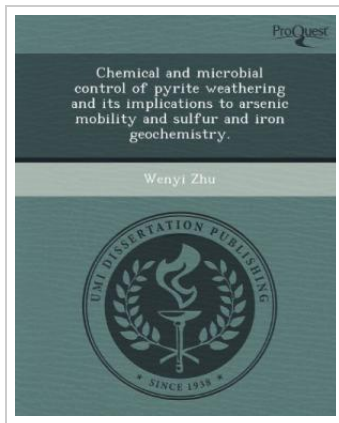 ProQuest
Chemical and microbial
control of pyrite weathering
and its implications to arsenic
mobility and sulfur and iron
geochemistry.
Wenyi Zhu
UMI DISSERTATION PUBLISHING
• SINCE 1938 •